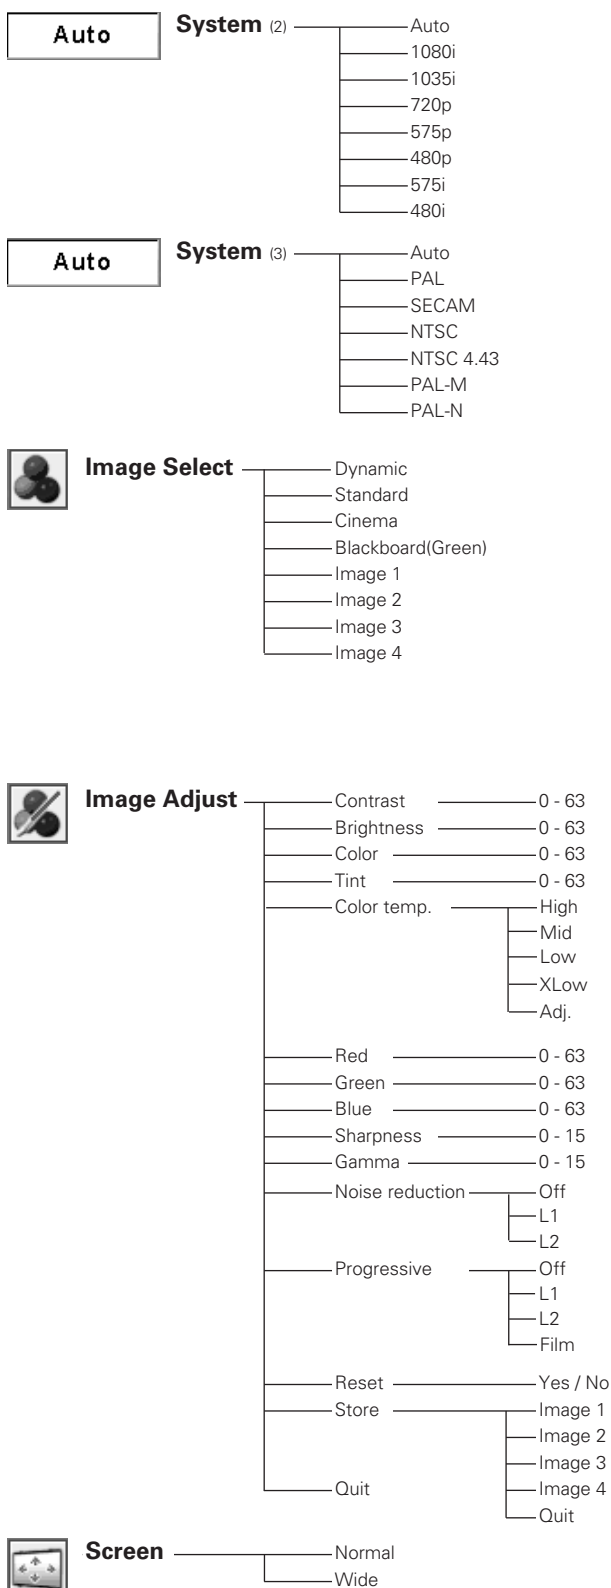 Auto System (2) Auto
1080i
1035i
720p
575p
480p
575i
480i
Auto System (3) Auto
PAL
SECAM
NTSC
NTSC 4.43
PAL-M
PAL-N
Image Select Dynamic
Standard
Cinema
Blackboard(Green)
Image 1
Image 2
Image 3
Image 4
Image Adjust Contrast 0 - 63
Brightness 0 - 63
Color 0 - 63
Tint 0 - 63
Color temp. High
Mid
Low
XLow
Adj.
Red 0 - 63
Green 0 - 63
Blue 0 - 63
Sharpness 0 - 15
Gamma 0 - 15
Noise reduction Off
L1
L2
Progressive Off
L1
L2
Film
Reset Yes / No
Store Image 1
Image 2
Image 3
Quit Image 4
Quit
Screen Normal
Wide